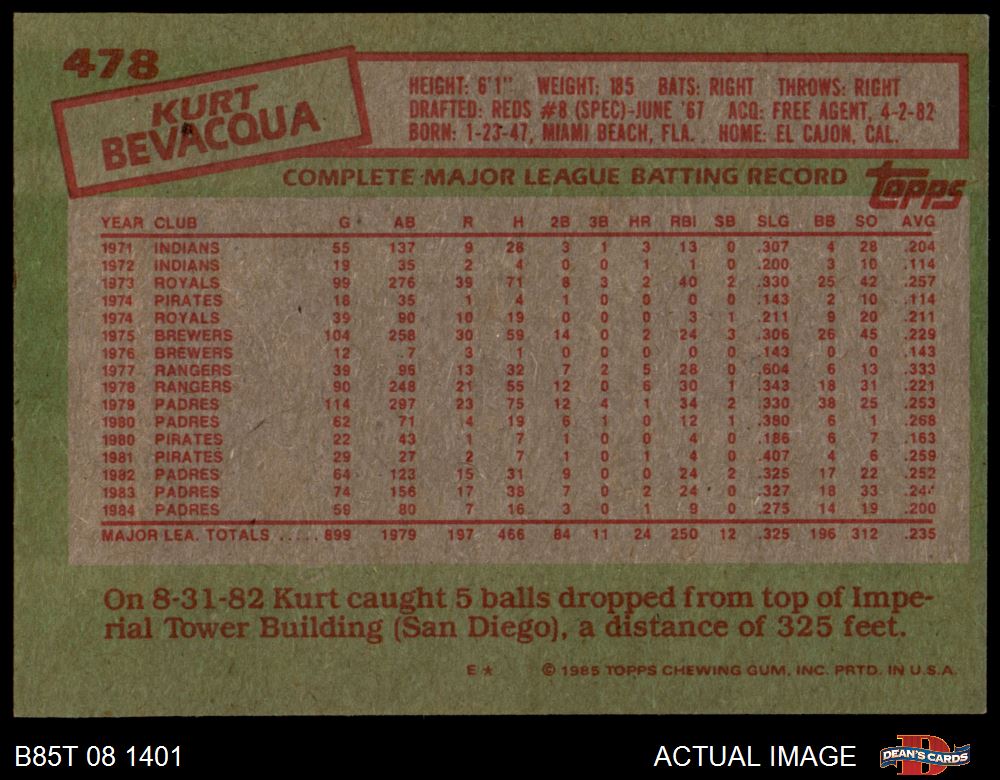 478
KURT
BEVACQUA
HEIGHT: 6'1" WEIGHT: 185 BATS: RIGHT THROWS: RIGHT
DRAFTED: REDS #8 (SPEC)-JUNE '67 ACQ: FREE AGENT, 4-2-82
BORN: 1-23-47, MIAMI BEACH, FLA. HOME: EL CAJON, CAL.
COMPLETE MAJOR LEAGUE BATTING RECORD
topps
YEAR CLUB G AB R H 2B 3B HR RBI SB SLG BB SO AVG
1971 INDIANS 55 137 9 28 3 1 3 13 0 .307 4 28 .204
1972 INDIANS 19 35 2 4 0 0 1 1 0 .200 3 10 .114
1973 ROYALS 99 276 39 71 8 3 2 40 2 .330 25 42 .257
1974 PIRATES 18 35 1 4 1 0 0 0 0 .143 2 10 .114
1974 ROYALS 39 90 10 19 0 0 0 3 1 .211 9 20 .211
1975 BREWERS 104 258 30 59 14 0 2 24 3 .306 26 45 .229
1976 BREWERS 12 7 3 1 0 0 0 0 0 .143 0 0 .143
1977 RANGERS 39 96 13 32 7 2 5 28 0 .604 6 13 .333
1978 RANGERS 90 248 21 55 12 0 6 30 1 .343 18 31 .221
1979 PADRES 114 297 23 75 12 4 1 34 2 .330 38 25 .253
1980 PADRES 62 71 4 19 6 1 0 12 1 .380 6 1 .268
1980 PIRATES 22 43 1 7 1 0 0 4 0 .186 6 7 .163
1981 PIRATES 29 27 2 7 1 0 1 4 0 .407 4 6 .259
1982 PADRES 64 123 15 31 9 0 0 24 2 .325 17 22 .252
1983 PADRES 74 156 17 38 7 0 2 24 0 .327 18 33
1984 PADRES 59 80 7 16 3 0 1 9 0 .275 14 19 .200
MAJOR LEA. TOTALS ..... 899 1979 197 466 84 11 24 250 12 .325 196 312 .235
On 8-31-82 Kurt caught 5 balls dropped from top of Impe-
rial Tower Building (San Diego), a distance of 325 feet.
E★ © 1985 TOPPS CHEWING GUM, INC. PRTD. IN U.S.A.
B85T 08 1401 ACTUAL IMAGE DEAN'S CARDS